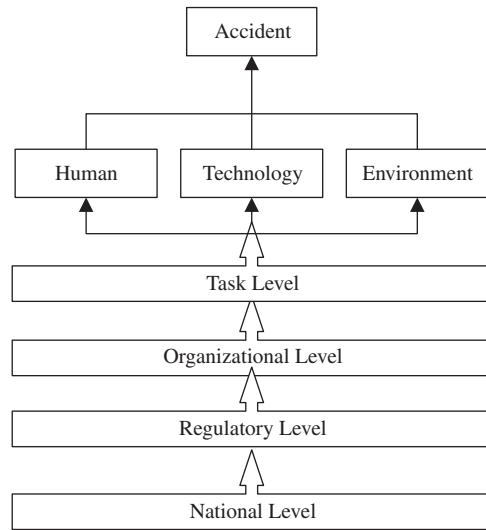 Accident
Human
Technology
Environment
Task Level
Organizational Level
Regulatory Level
National Level